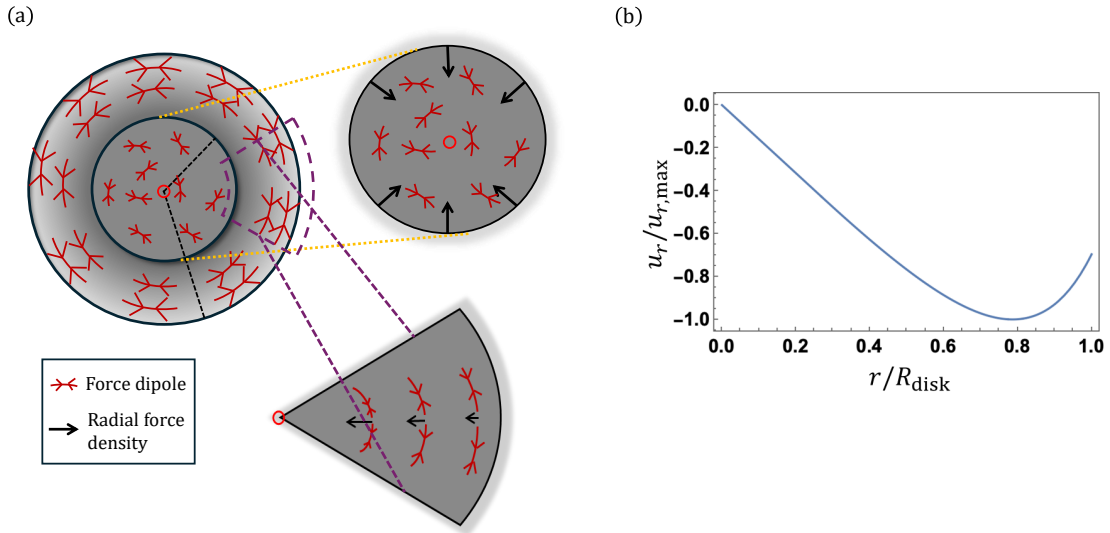 (a)
Force dipole
Radial force
density
(b)
0.0
-0.2
-0.4
-0.6
-0.8
-1.0
u_r/u_{r,max}
0.0 0.2 0.4 0.6 0.8 1.0
r/R_disk